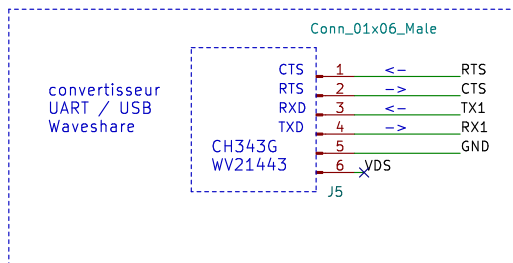 Conn_01x06_Male
CTS 1 <- RTS
RTS 2 -> CTS
RXD 3 <- TX1
TXD 4 -> RX1
5 GND
6 VDS
convertisseur
UART / USB
Waveshare
CH343G
WV21443
J5